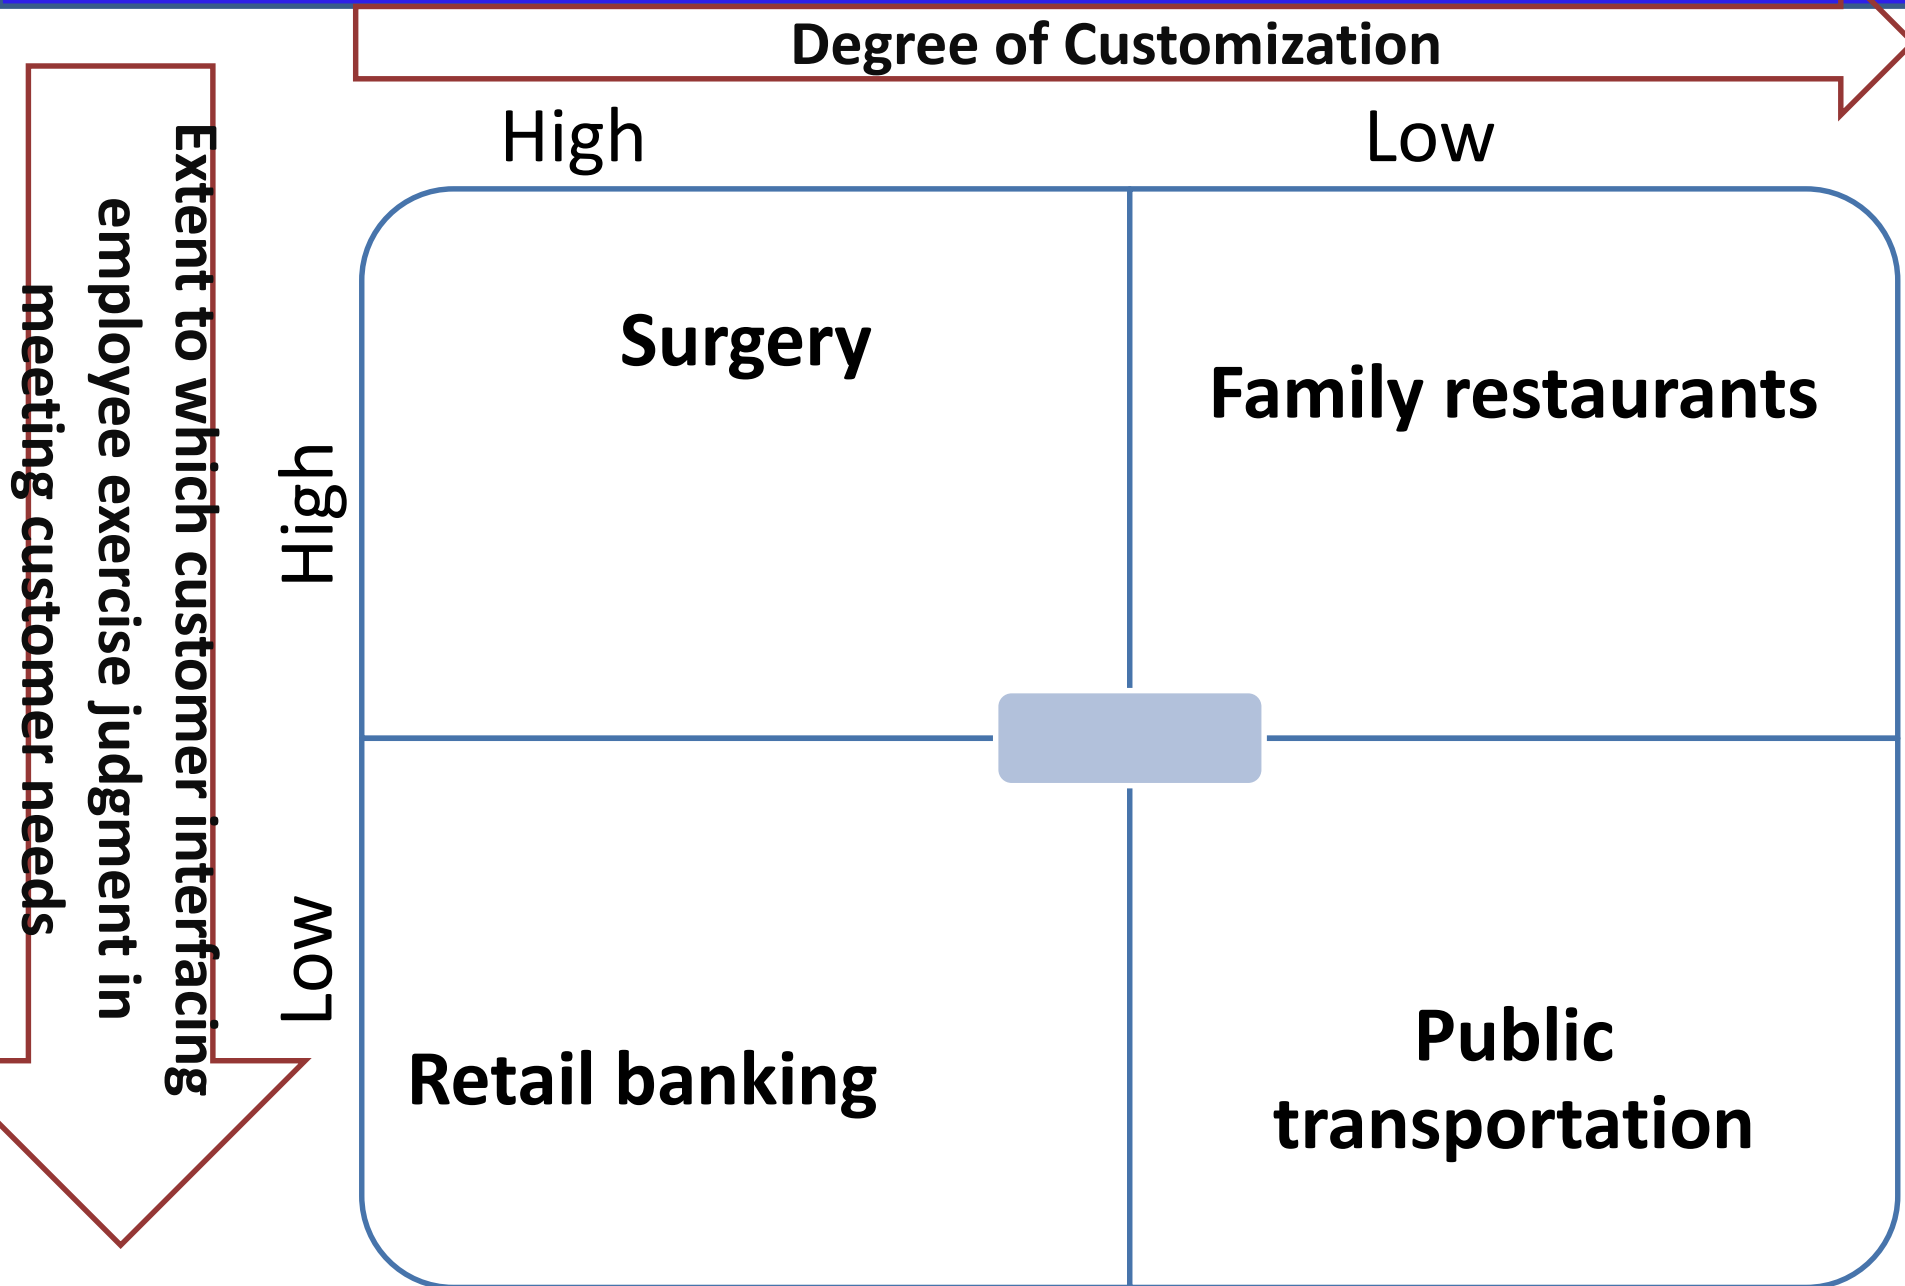 Degree of Customization
High
Low
Extent to which customer interfacing
employee exercise judgment in
meeting customer needs
High
Surgery
Family restaurants
Low
Retail banking
Public
transportation